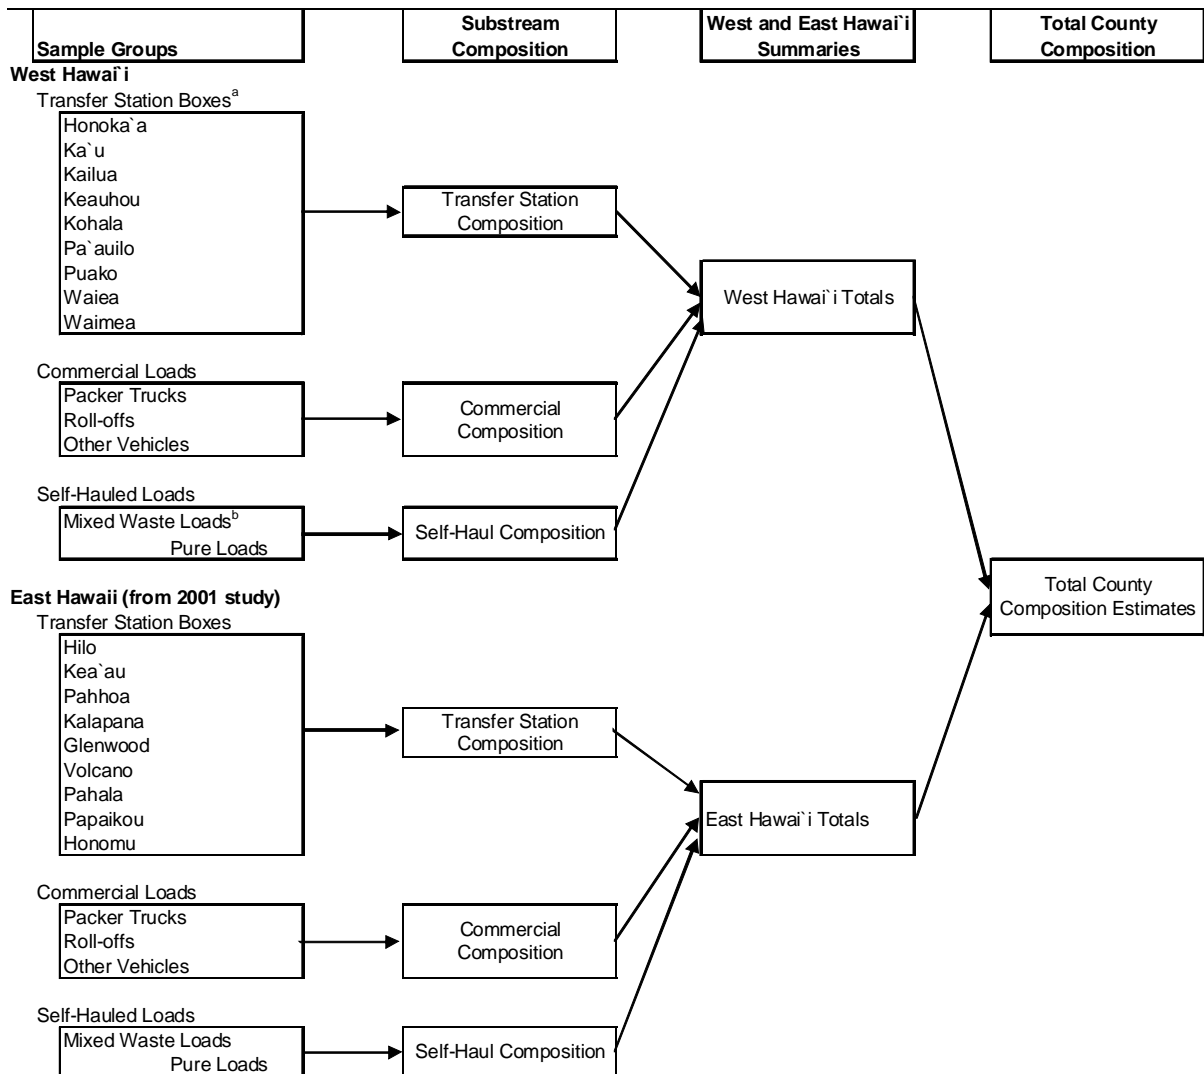 Sample Groups
Substream
Composition
West and East Hawai`i
Summaries
Total County
Composition
West Hawai`i
Transfer Station Boxesa
Honoka`a
Ka`u
Kailua
Keauhou
Kohala
Pa`auilo
Puako
Waiea
Waimea
Transfer Station
Composition
West Hawai`i Totals
Commercial Loads
Packer Trucks
Roll-offs
Other Vehicles
Commercial
Composition
Self-Hauled Loads
Mixed Waste Loadsb
Pure Loads
Self-Haul Composition
Total County
Composition Estimates
East Hawaii (from 2001 study)
Transfer Station Boxes
Hilo
Kea`au
Pahhoa
Kalapana
Glenwood
Volcano
Pahala
Papaikou
Honomu
Transfer Station
Composition
East Hawai`i Totals
Commercial Loads
Packer Trucks
Roll-offs
Other Vehicles
Commercial
Composition
Self-Hauled Loads
Mixed Waste Loads
Pure Loads
Self-Haul Composition